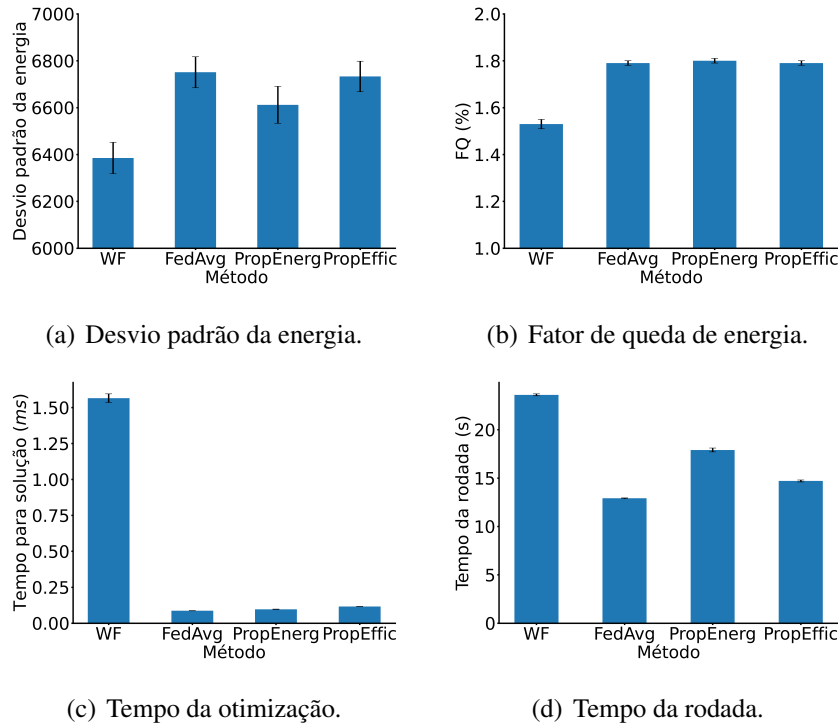 7000
6800
6600
6400
6200
6000
Desvio padrão da energia
WF FedAvg PropEnerg PropEffic
Método
(a) Desvio padrão da energia.
2.0
1.8
1.6
1.4
1.2
1.0
FQ (%)
WF FedAvg PropEnerg PropEffic
Método
(b) Fator de queda de energia.
1.50
1.25
1.00
0.75
0.50
0.25
0.00
Tempo para solução (ms)
WF FedAvg PropEnerg PropEffic
Método
(c) Tempo da otimização.
20
15
10
5
0
Tempo da rodada (s)
WF FedAvg PropEnerg PropEffic
Método
(d) Tempo da rodada.